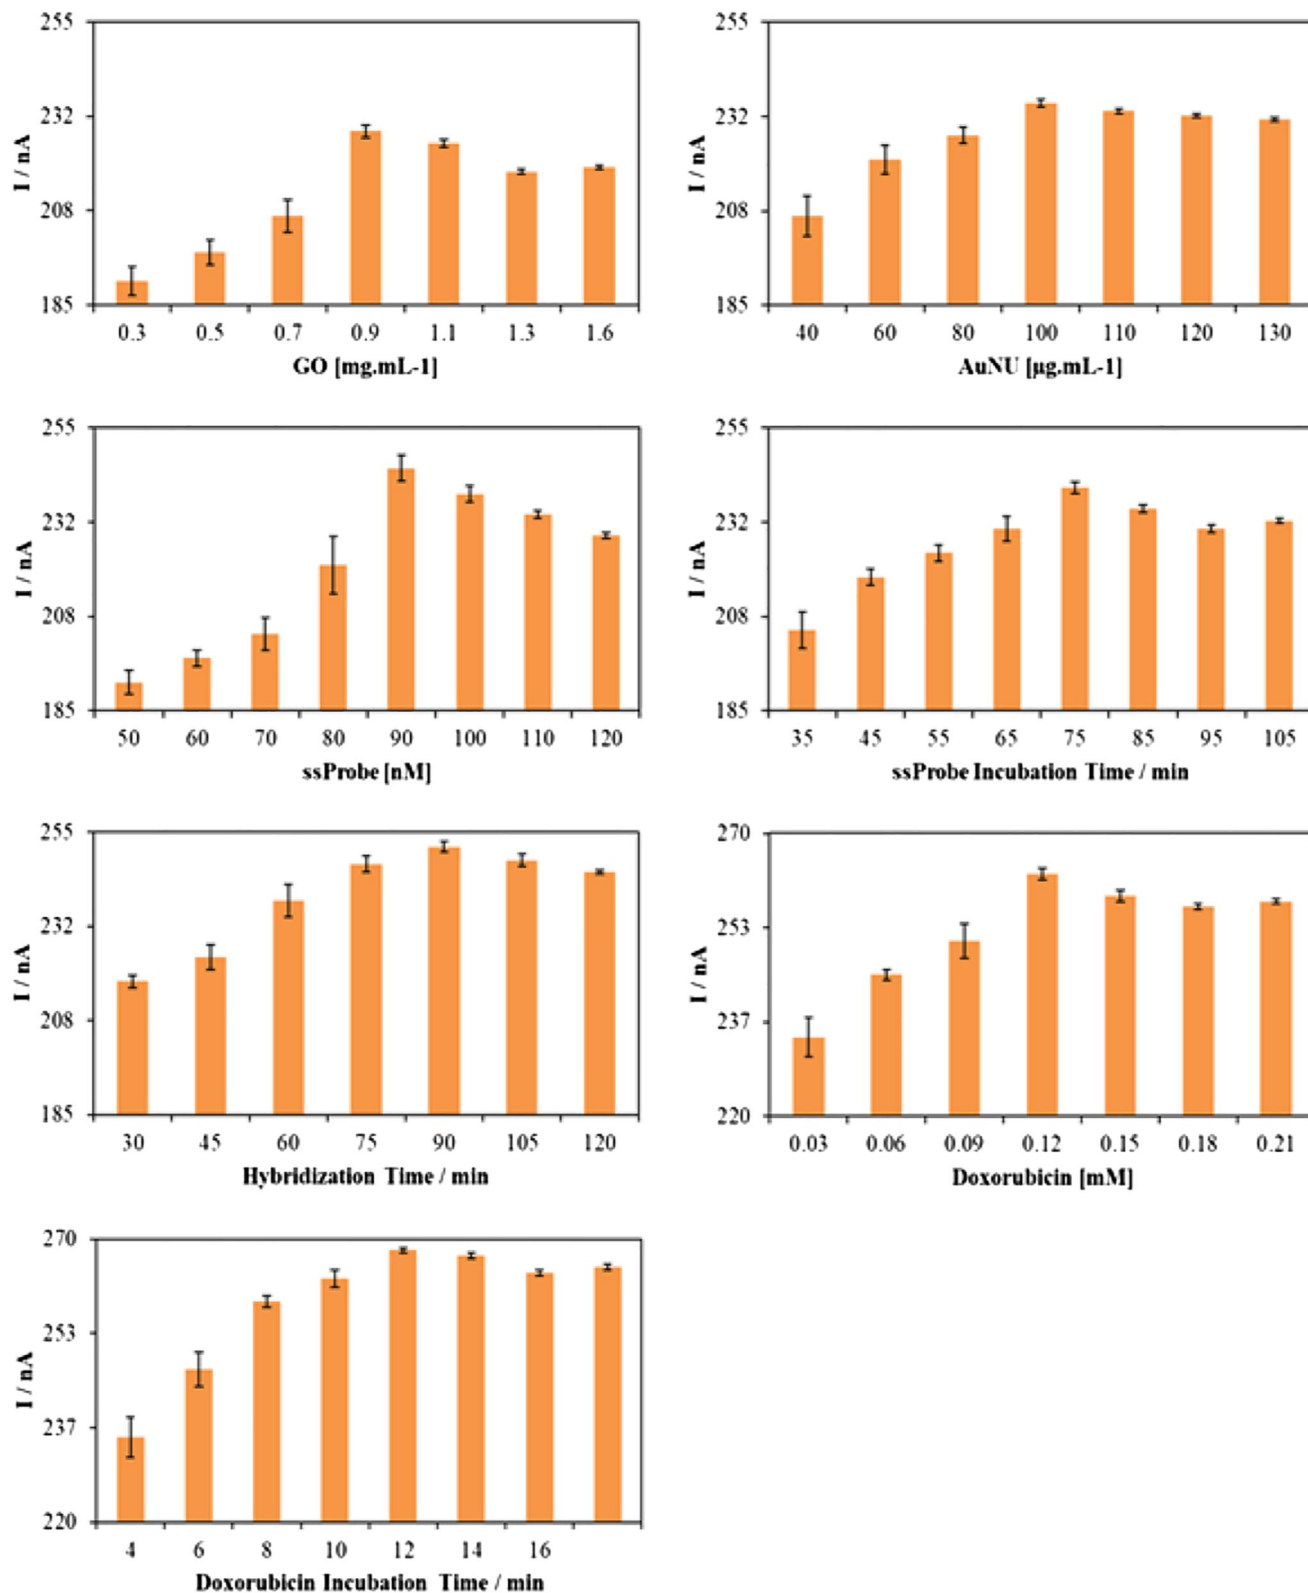 255
232
208
185
I / nA
0.3 0.5 0.7 0.9 1.1 1.3 1.6
GO [mg.mL-1]
255
232
208
185
I / nA
40 60 80 100 110 120 130
AuNU [µg.mL-1]
255
232
208
185
I / nA
50 60 70 80 90 100 110 120
ssProbe [nM]
255
232
208
185
I / nA
35 45 55 65 75 85 95 105
ssProbe Incubation Time / min
255
232
208
185
I / nA
30 45 60 75 90 105 120
Hybridization Time / min
270
253
237
220
I / nA
0.03 0.06 0.09 0.12 0.15 0.18 0.21
Doxorubicin [mM]
270
253
237
220
I / nA
4 6 8 10 12 14 16
Doxorubicin Incubation Time / min